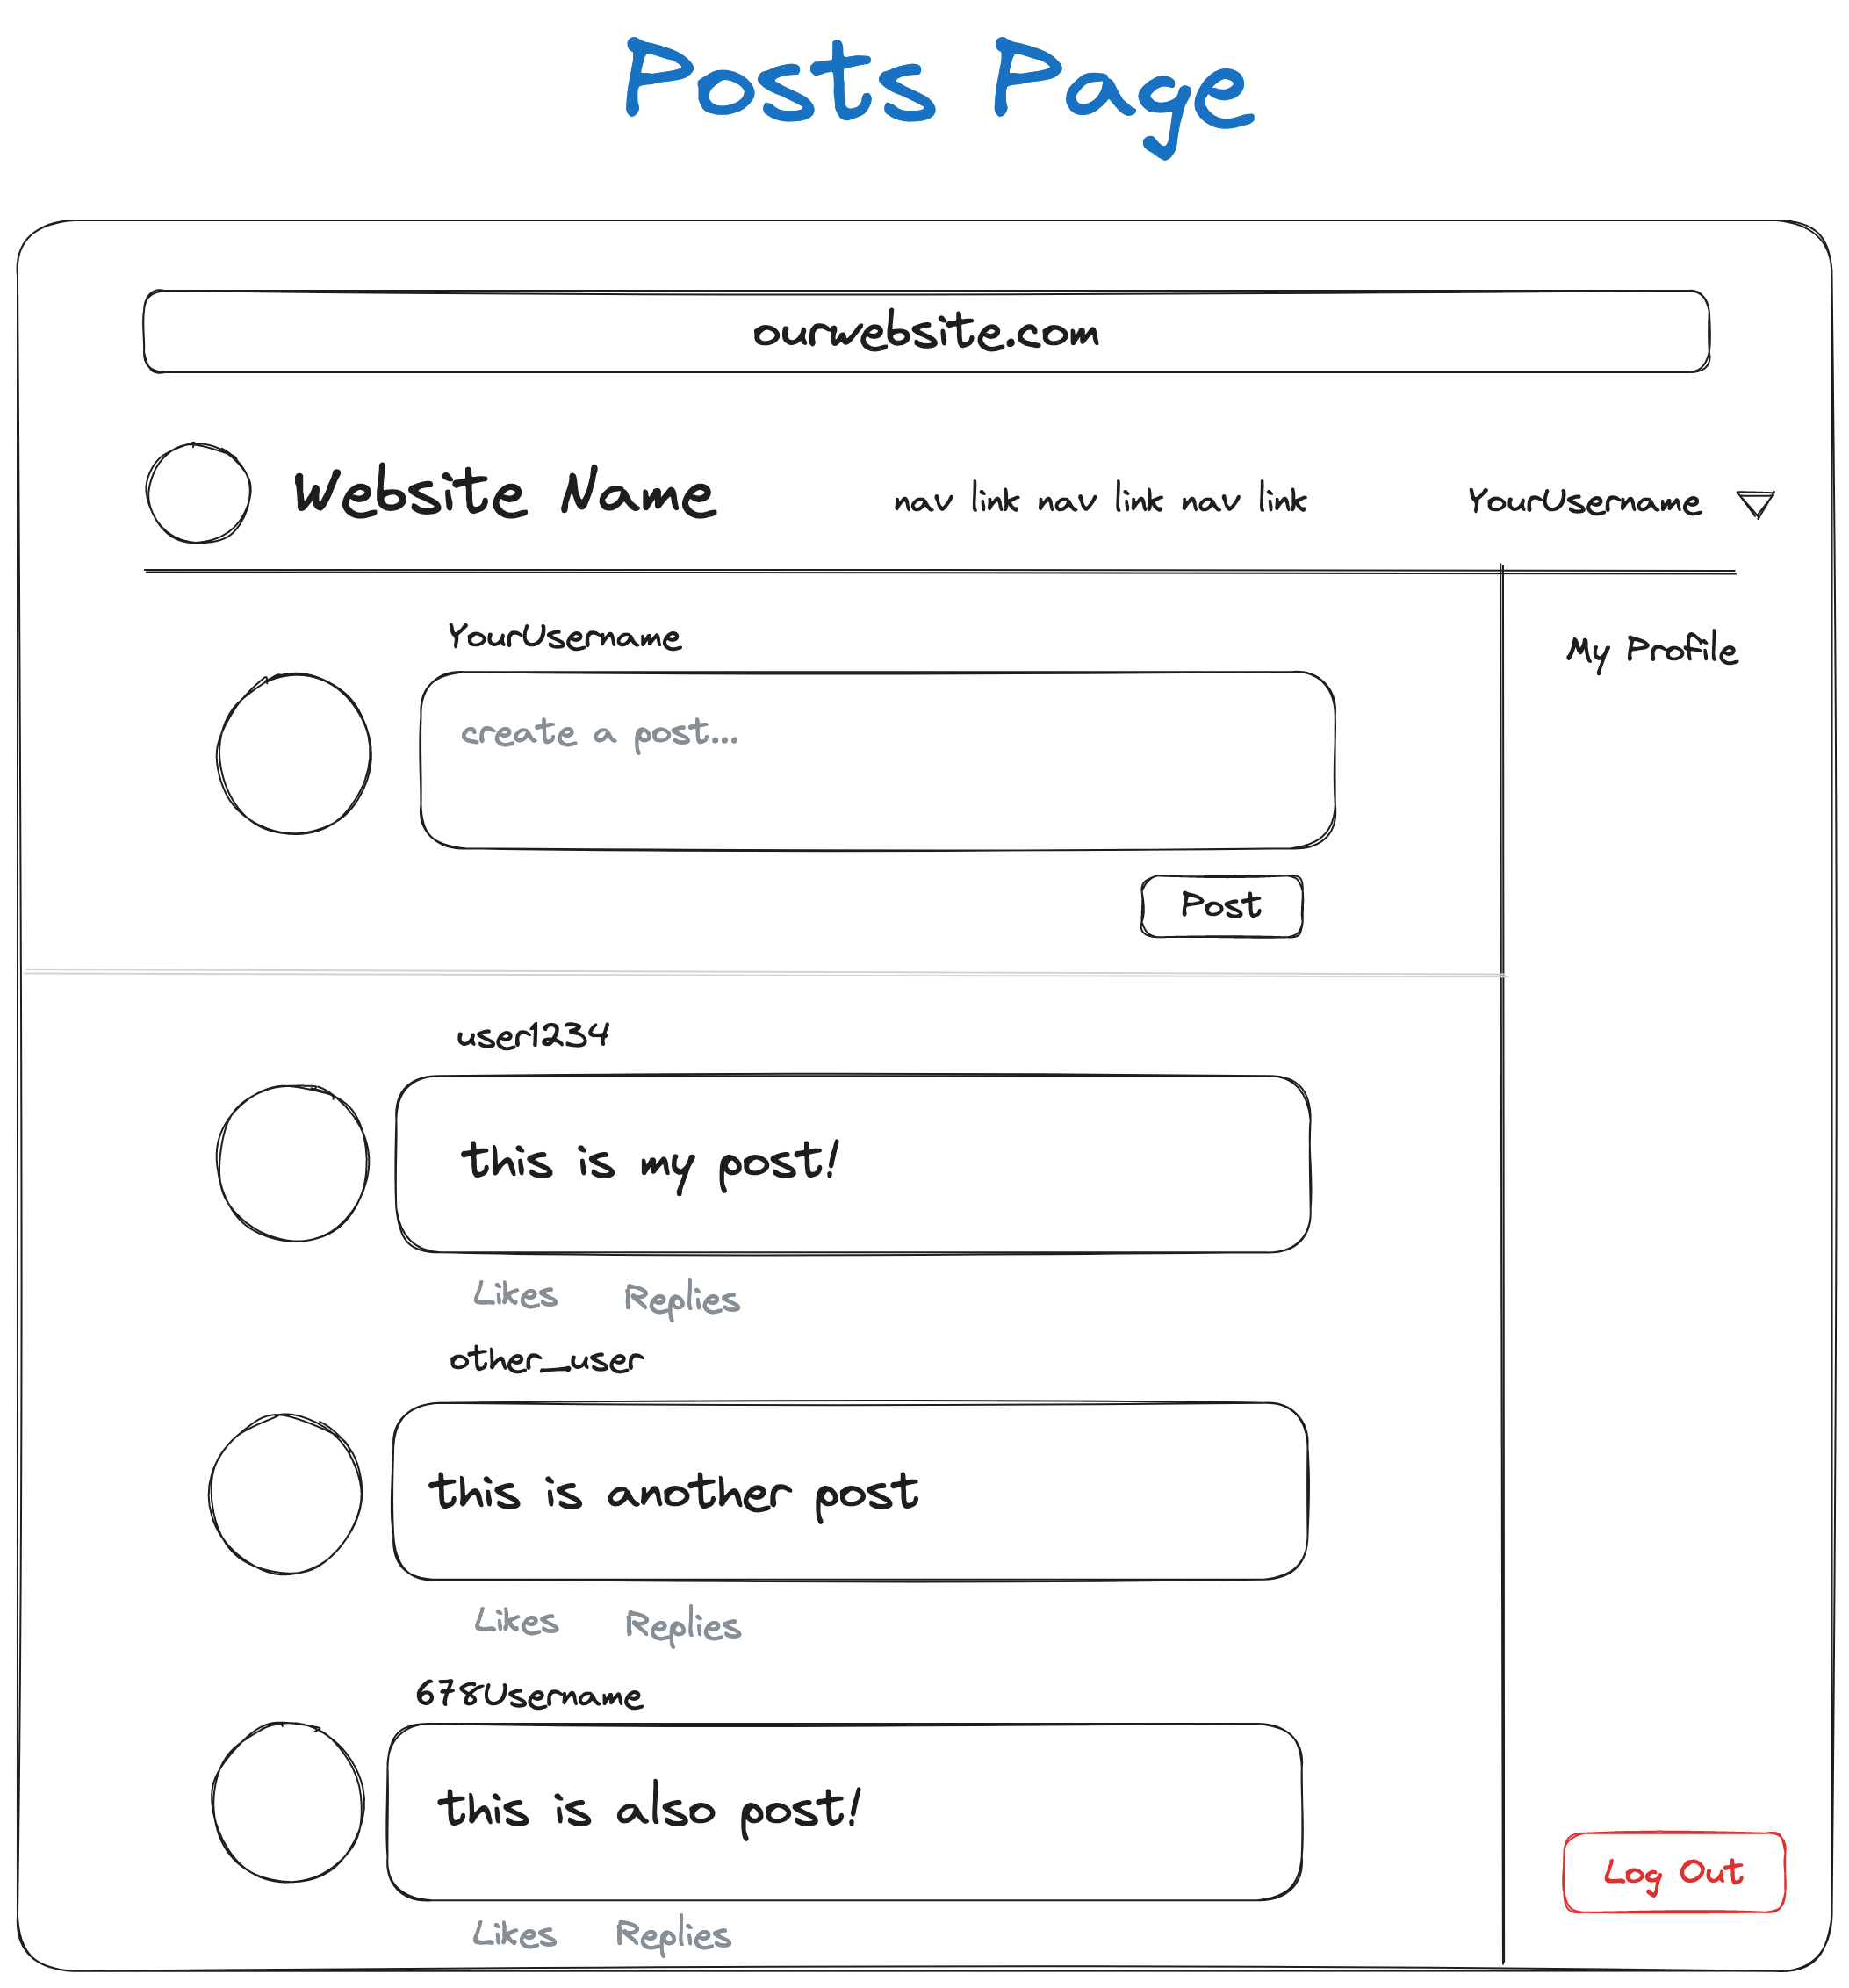 Posts Page
ourwebsite.com
Website Name
nav link nav link nav link
YourUsername
YourUsername
My Profile
create a post...
Post
user1234
this is my post!
Likes Replies
other_user
this is another post
Likes Replies
678Username
this is also post!
Log Out
Likes Replies